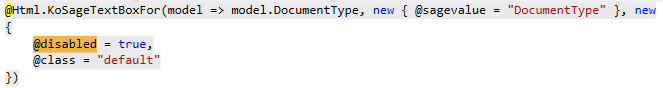 @Html.KoSageTextBoxFor(model => model.DocumentType, new { @sagevalue = "DocumentType" }, new
{
@disabled = true,
@class = "default"
})